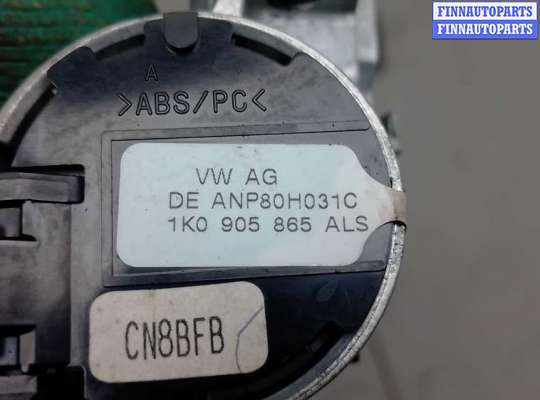 FINNAUTOPARTS
FINNAUTOPARTS
A
>ABS/PC<
VW AG
DE ANP80H031C
1K0 905 865 ALS
CN8BFB